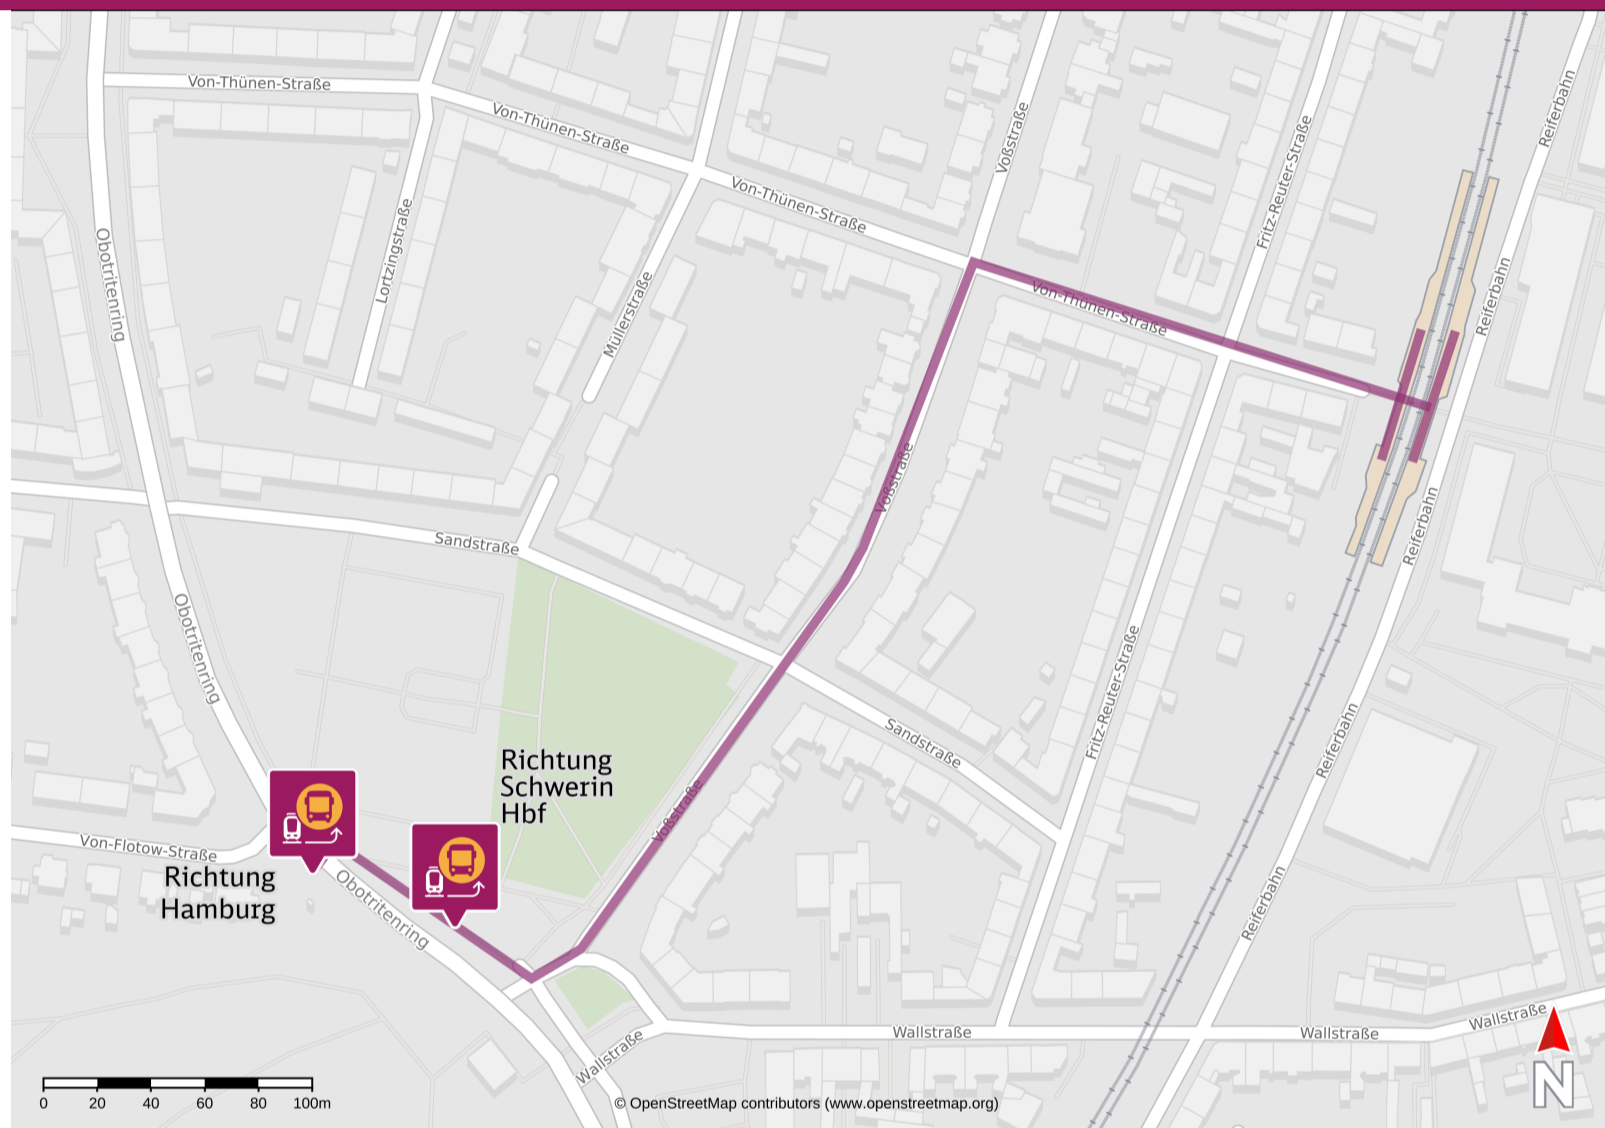 Von-Thünen-Straße
Von-Thünen-Straße
Von-Thünen-Straße
Von-Thünen-Straße
Voßstraße
Fritz-Reuter-Straße
Reiferbahn
Reiferbahn
Obotritenring
Lortzingstraße
Müllerstraße
Voßstraße
Reiferbahn
Sandstraße
Obotritenring
Fritz-Reuter-Straße
Sandstraße
Reiferbahn
Richtung
Schwerin
Hbf
Voßstraße
Von-Flotow-Straße
Richtung
Hamburg
Obotritenring
Reiferbahn
Wallstraße
Wallstraße
Wallstraße
Wallstraße
N
0 20 40 60 80 100m
© OpenStreetMap contributors (www.openstreetmap.org)